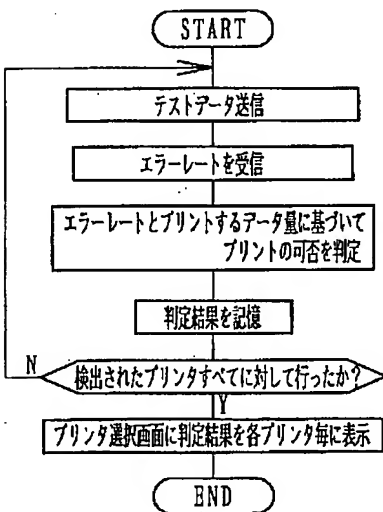 START
テストデータ送信
エラーレートを受信
エラーレートとプリントするデータ量に基づいて
プリントの可否を判定
判定結果を記憶
N
検出されたプリンタすべてに対して行ったか?
Y
プリンタ選択画面に判定結果を各プリンタ毎に表示
END